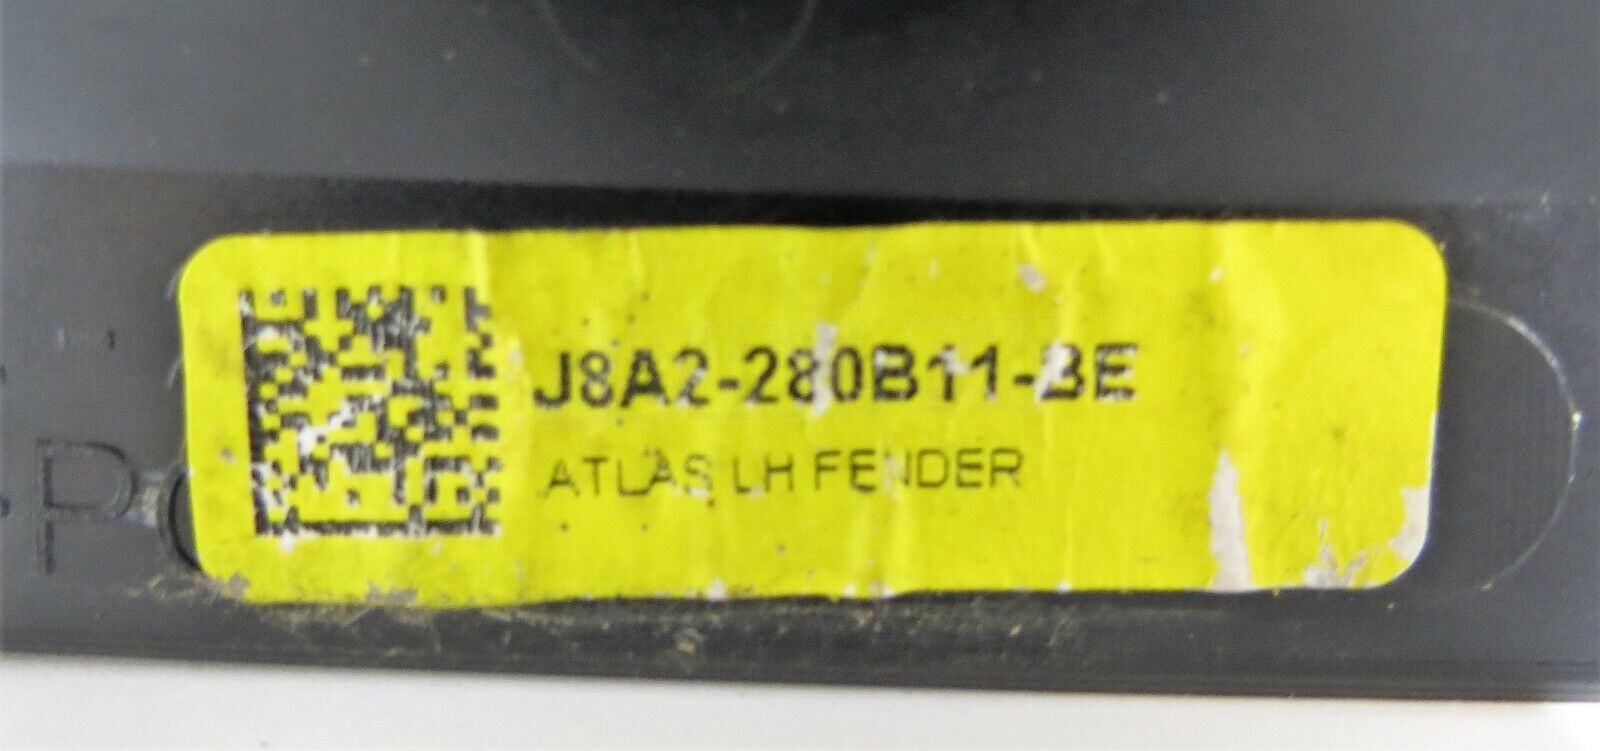 J8A2-280B11-BE
ATLAS LH FENDER